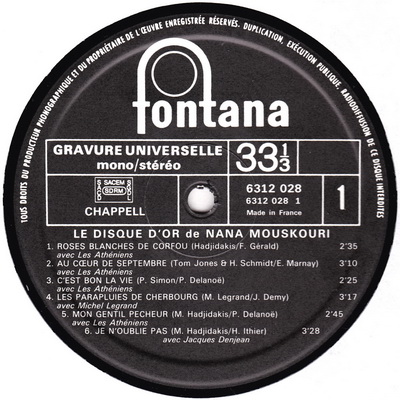 TOUS DROITS DU PRODUCTEUR PHONOGRAPHIQUE ET DU PROPRIÉTAIRE DE L'ŒUVRE ENREGISTRÉE RÉSERVÉS. DUPLICATION, EXÉCUTION PUBLIQUE, RADIODIFFUSION DE CE DISQUE INTERDITES
fontana
GRAVURE UNIVERSELLE
mono/stéréo
33 1/3
SACEM
SACD
SDRM
SGDL
CHAPPELL
6312 028
6312 028 1
Made in France
1
LE DISQUE D'OR de NANA MOUSKOURI
1. ROSES BLANCHES DE CORFOU (Hadjidakis/F. Gérald) 2'35
avec Les Athéniens
2. AU CŒUR DE SEPTEMBRE (Tom Jones & H. Schmidt/E. Marnay) 3'10
avec Les Athéniens
3. C'EST BON LA VIE (P. Simon/P. Delanoë) 2'25
avec Les Athéniens
4. LES PARAPLUIES DE CHERBOURG (M. Legrand/J. Demy) 3'17
avec Michel Legrand
5. MON GENTIL PECHEUR (M. Hadjidakis/P. Delanoë) 2'45
avec Les Athéniens
6. JE N'OUBLIE PAS (M. Hadjidakis/H. Ithier) 3'28
avec Jacques Denjean